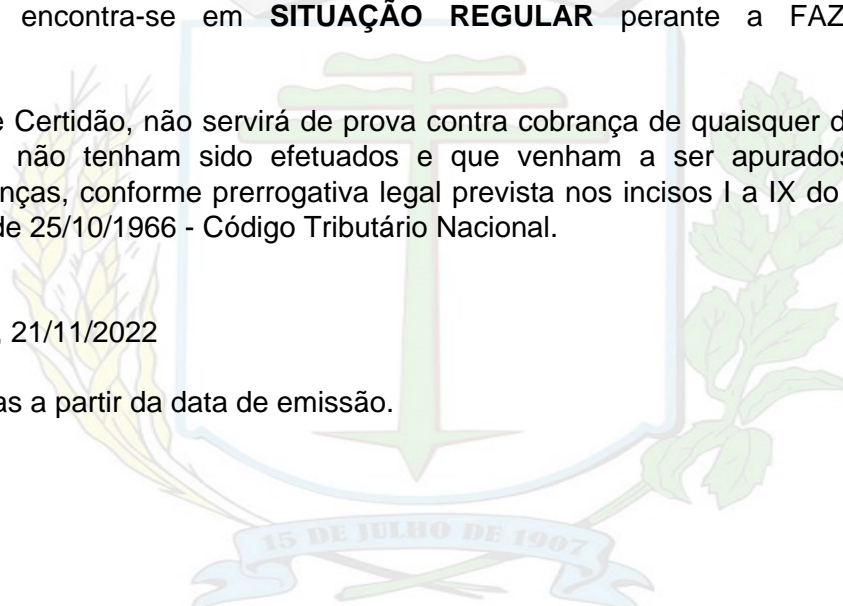 encontra-se em SITUAÇÃO REGULAR perante a FAZ
e Certidão, não servirá de prova contra cobrança de quaisquer d
não tenham sido efetuados e que venham a ser apurados
nças, conforme prerrogativa legal prevista nos incisos I a IX do
de 25/10/1966 - Código Tributário Nacional.
, 21/11/2022
as a partir da data de emissão.
15 DE JULHO DE 1907